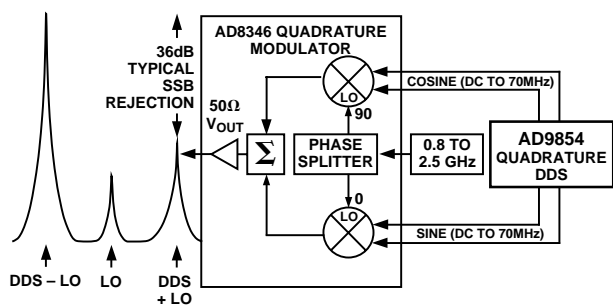 AD8346 QUADRATURE
MODULATOR
36dB
TYPICAL
SSB
REJECTION
50Ω
VOUT
Σ
LO
90
PHASE
SPLITTER
0
LO
COSINE (DC TO 70MHz)
0.8 TO
2.5 GHz
AD9854
QUADRATURE
DDS
SINE (DC TO 70MHz)
DDS – LO
LO
DDS
+ LO